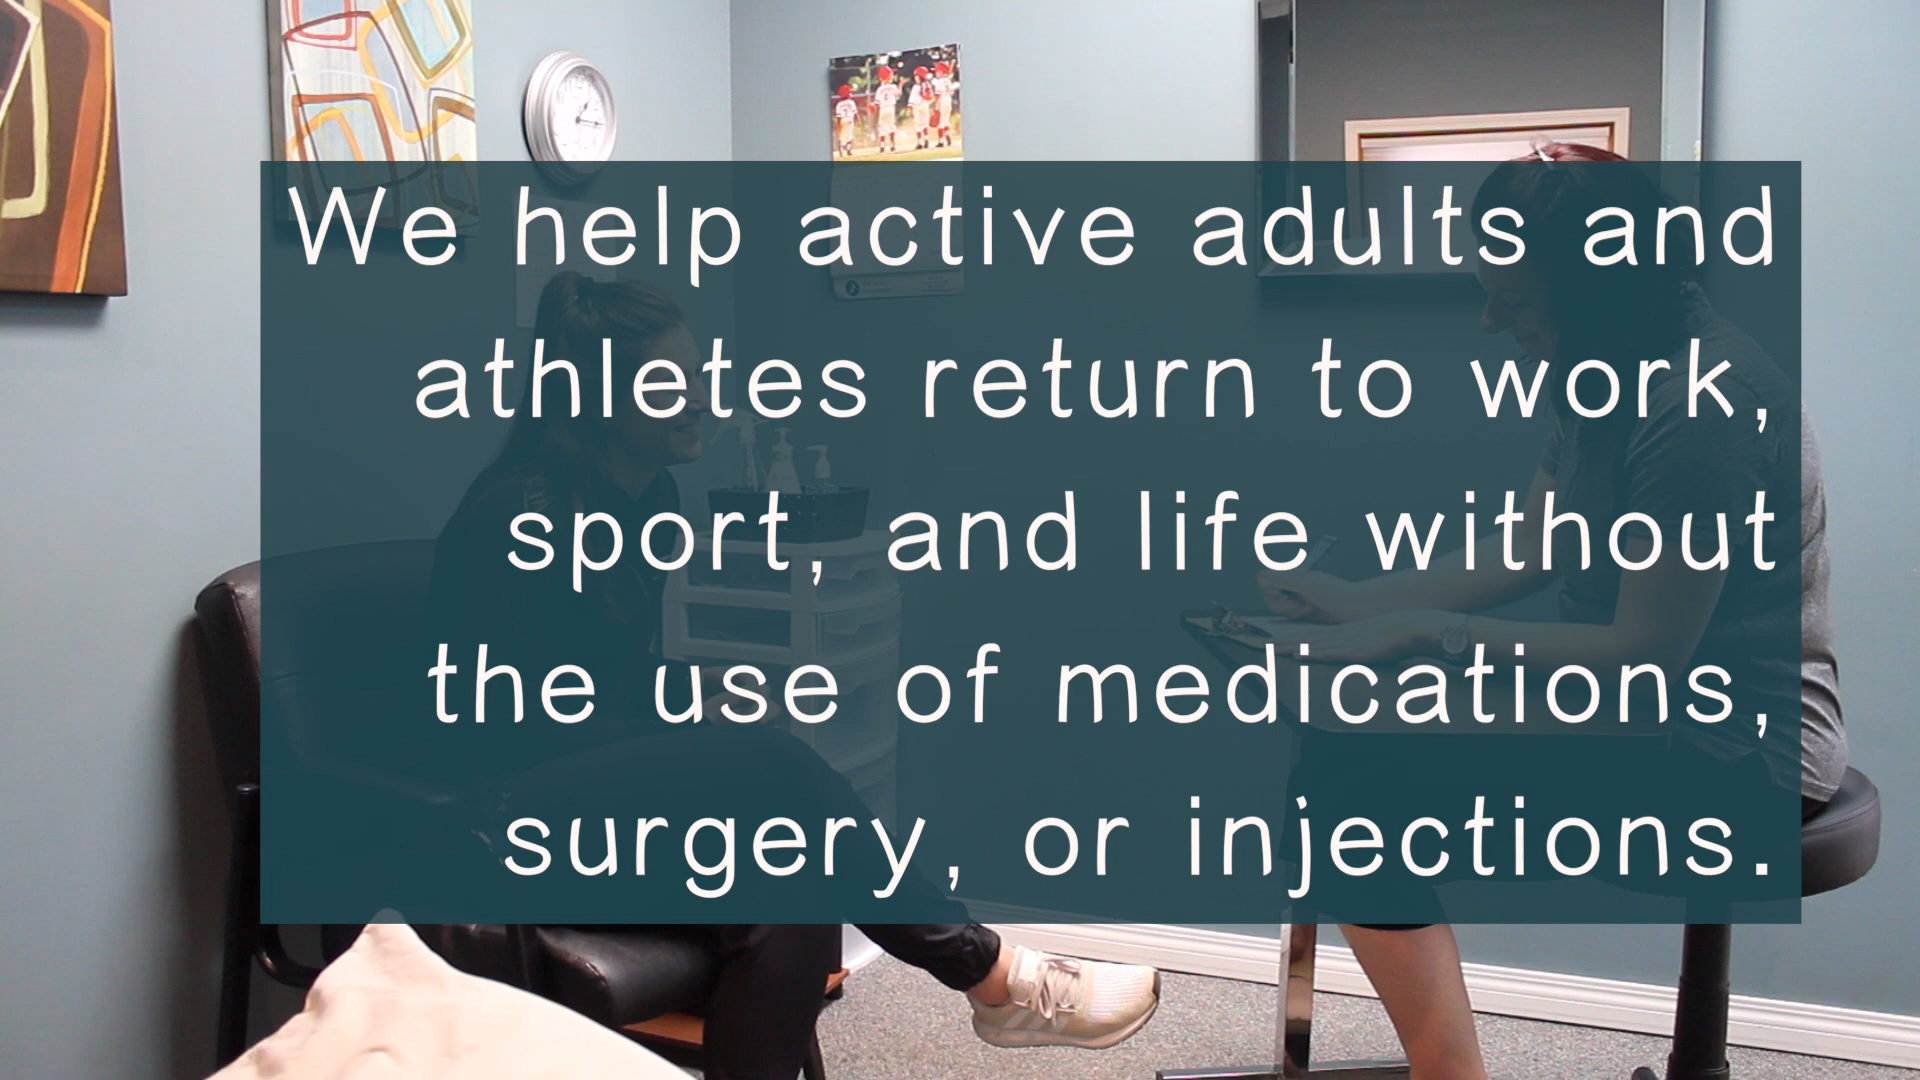 We help active adults and
athletes return to work,
sport, and life without
the use of medications,
surgery, or injections.